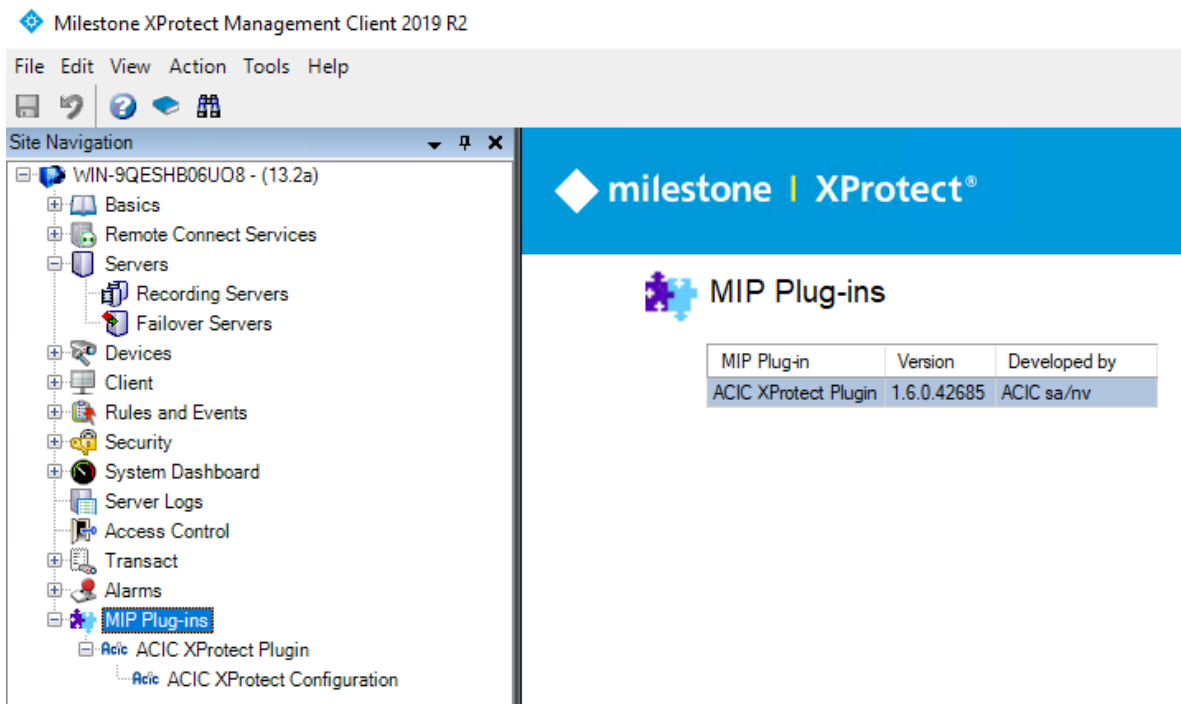 Milestone XProtect Management Client 2019 R2
File Edit View Action Tools Help
Site Navigation
WIN-9QESHB06UO8 - (13.2a)
Basics
Remote Connect Services
Servers
Recording Servers
Failover Servers
Devices
Client
Rules and Events
Security
System Dashboard
Server Logs
Access Control
Transact
Alarms
MIP Plug-ins
Acic ACIC XProtect Plugin
Acic ACIC XProtect Configuration
milestone | XProtect®
MIP Plug-ins
MIP Plug-in Version Developed by
ACIC XProtect Plugin 1.6.0.42685 ACIC sa/nv